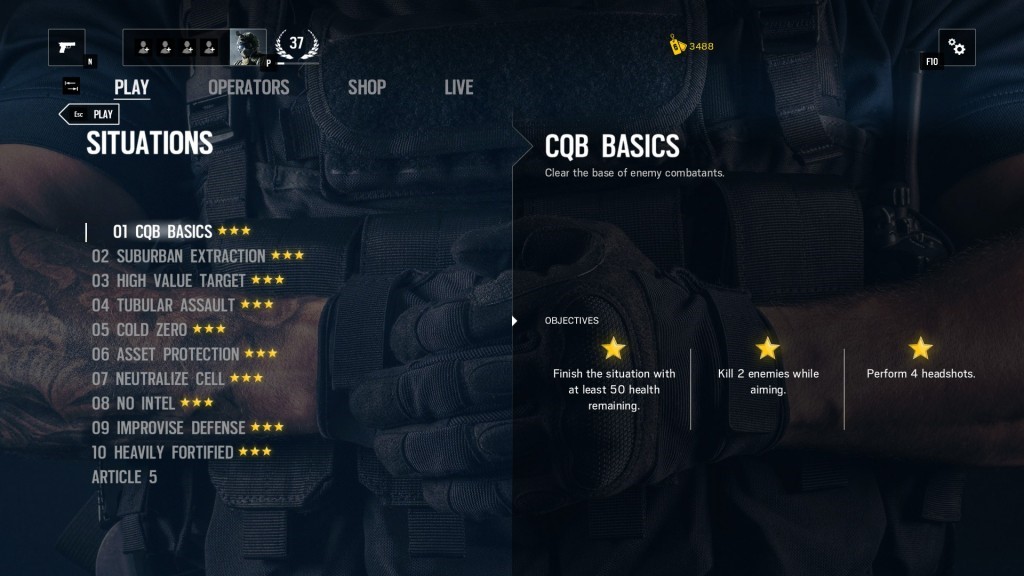 N
P
37
3488
F10
PLAY
OPERATORS
SHOP
LIVE
Esc PLAY
SITUATIONS
01 CQB BASICS
02 SUBURBAN EXTRACTION
03 HIGH VALUE TARGET
04 TUBULAR ASSAULT
05 COLD ZERO
06 ASSET PROTECTION
07 NEUTRALIZE CELL
08 NO INTEL
09 IMPROVISE DEFENSE
10 HEAVILY FORTIFIED
ARTICLE 5
CQB BASICS
Clear the base of enemy combatants.
OBJECTIVES
Finish the situation with
at least 50 health
remaining.
Kill 2 enemies while
aiming.
Perform 4 headshots.